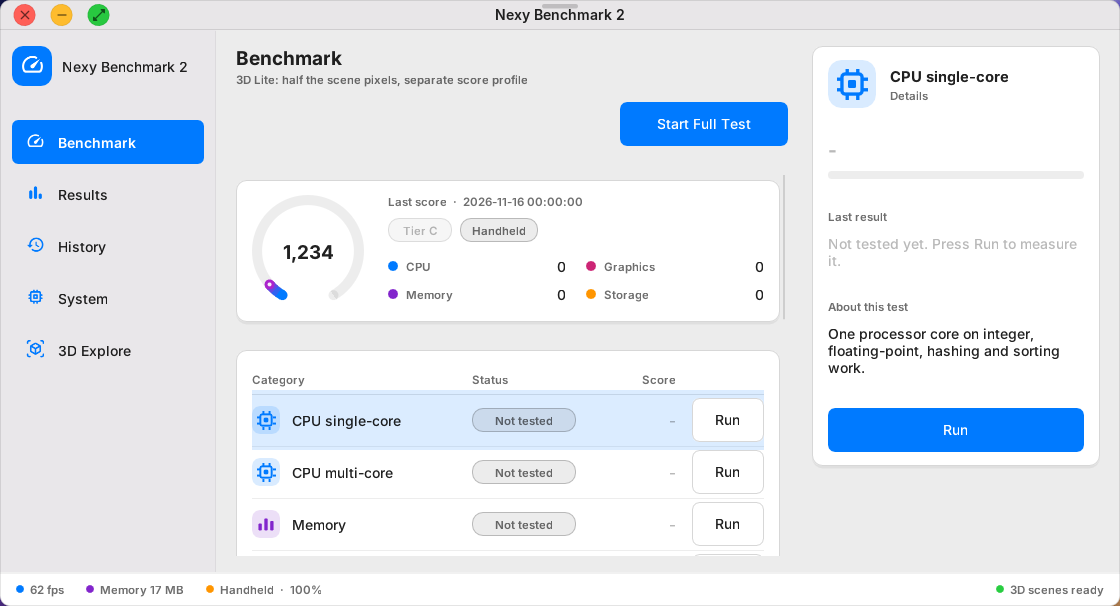 Nexy Benchmark 2
Nexy Benchmark 2
Benchmark
Results
History
System
3D Explore
Benchmark
3D Lite: half the scene pixels, separate score profile
Start Full Test
1,234
Last score · 2026-11-16 00:00:00
Tier C Handheld
CPU 0 Graphics 0
Memory 0 Storage 0
Category Status Score
CPU single-core Not tested - Run
CPU multi-core Not tested - Run
Memory Not tested - Run
CPU single-core
Details
-
Last result
Not tested yet. Press Run to measure
it.
About this test
One processor core on integer,
floating-point, hashing and sorting
work.
Run
62 fps Memory 17 MB Handheld · 100% 3D scenes ready